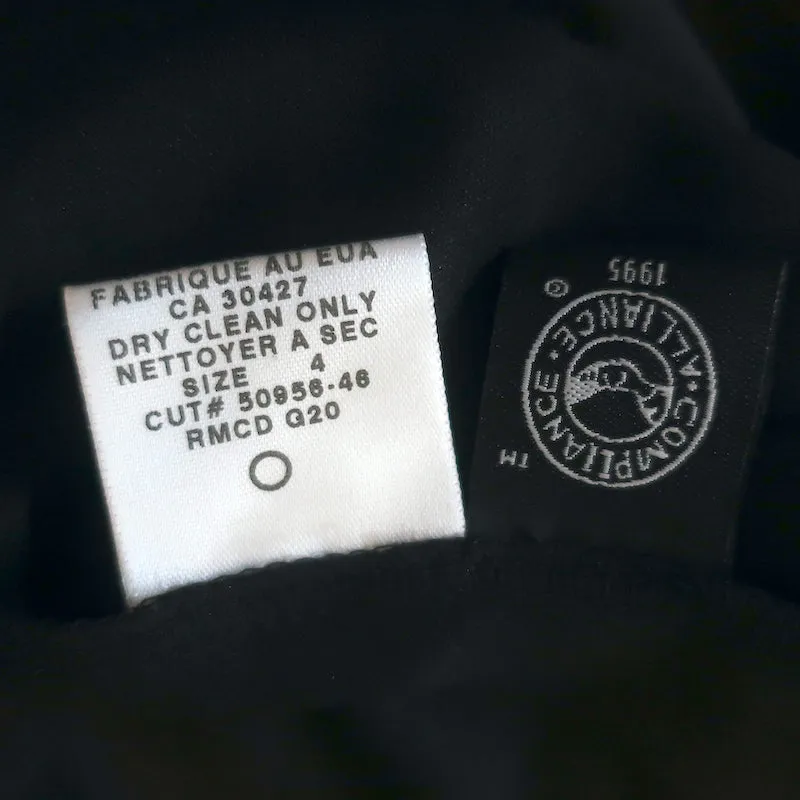 FABRIQUE AU EUA
CA 30427
DRY CLEAN ONLY
NETTOYER A SEC
SIZE 4
CUT# 50956-46
RMCD Q20
© 1995
COMPLIANCE • ALLIANCE •
TM